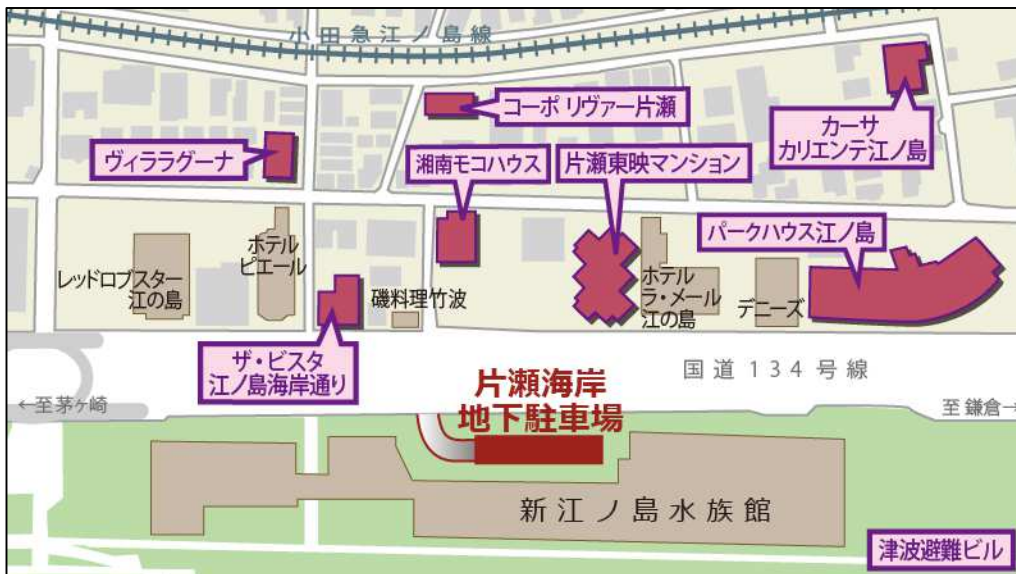 小田急江ノ島線
コーポ リヴァー片瀬
カーサ
カリエンテ江ノ島
ヴィララグーナ
湘南モコハウス
片瀬東映マンション
パークハウス江ノ島
レッドロブスター
江の島
ホテル
ピエール
磯料理竹波
ホテル
ラ・メール
江の島
デニーズ
ザ・ビスタ
江ノ島海岸通り
国道134号線
片瀬海岸
地下駐車場
←至茅ヶ崎
至鎌倉→
新江ノ島水族館
津波避難ビル